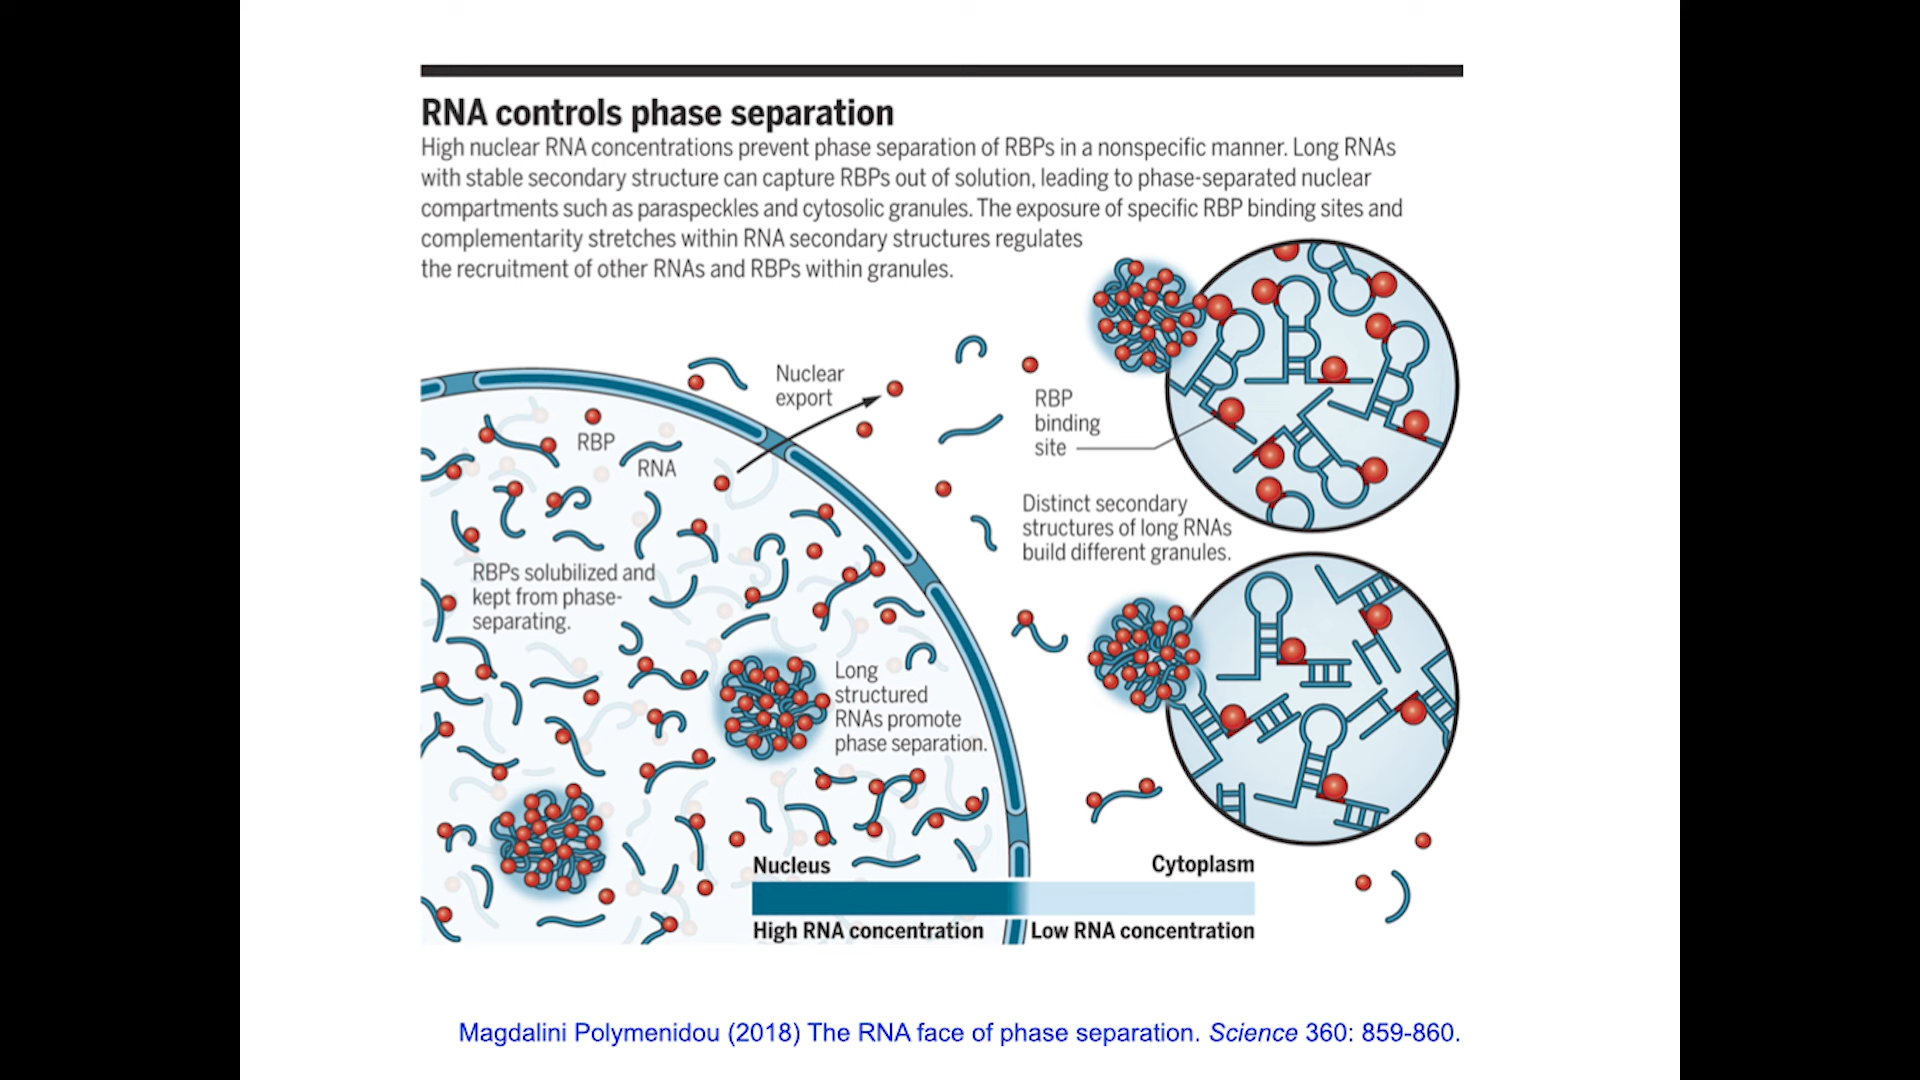 RNA controls phase separation
High nuclear RNA concentrations prevent phase separation of RBPs in a nonspecific manner. Long RNAs
with stable secondary structure can capture RBPs out of solution, leading to phase-separated nuclear
compartments such as paraspeckles and cytosolic granules. The exposure of specific RBP binding sites and
complementarity stretches within RNA secondary structures regulates
the recruitment of other RNAs and RBPs within granules.
Nuclear
export
RBP
binding
site
RBP
RNA
Distinct secondary
structures of long RNAs
build different granules.
RBPs solubilized and
kept from phase-
separating.
Long
structured
RNAs promote
phase separation.
Nucleus
Cytoplasm
High RNA concentration
Low RNA concentration
Magdalini Polymenidou (2018) The RNA face of phase separation. Science 360: 859-860.